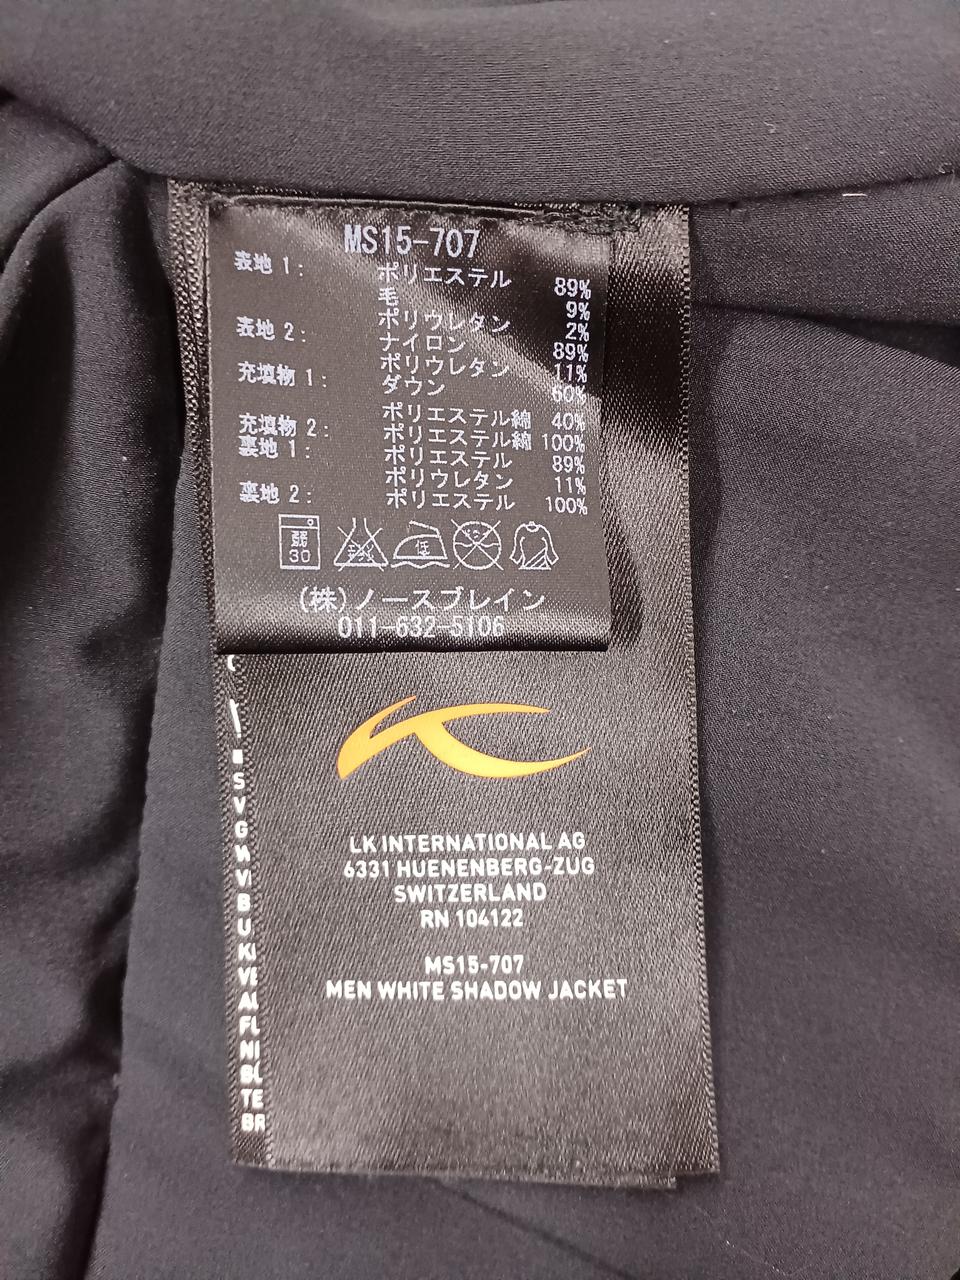 MS15-707
表地 1: ポリエステル 89%
毛 9%
ポリウレタン 2%
表地 2: ナイロン 89%
ポリウレタン 11%
充填物 1: ダウン 60%
ポリエステル綿 40%
充填物 2: ポリエステル綿 100%
裏地 1: ポリエステル 89%
ポリウレタン 11%
裏地 2: ポリエステル 100%
弱
30
低
(株)ノースブレイン
011-632-5106
LK INTERNATIONAL AG
6331 HUENENBERG-ZUG
SWITZERLAND
RN 104122
MS15-707
MEN WHITE SHADOW JACKET